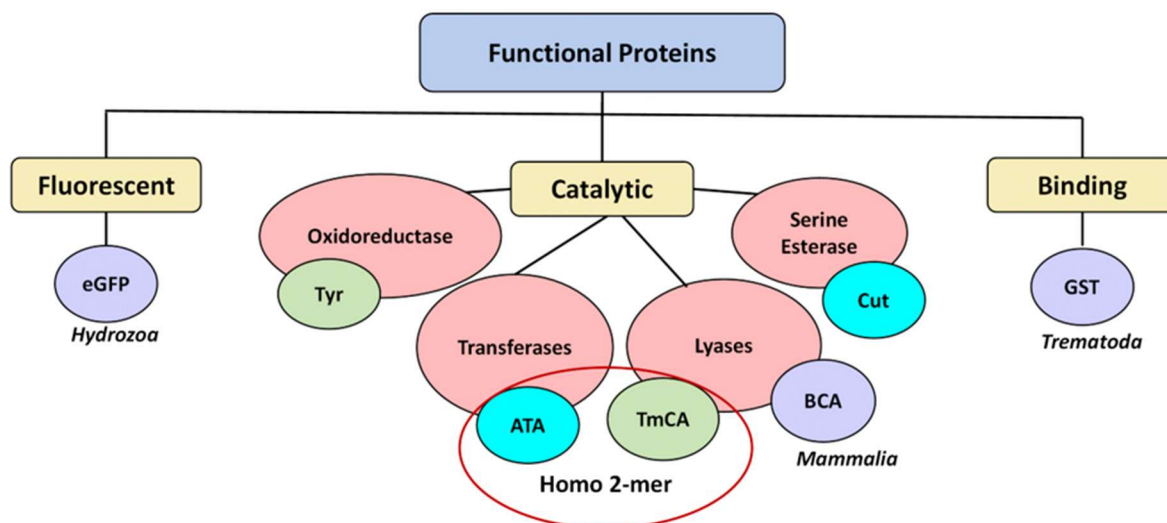 Functional Proteins
Fluorescent
Catalytic
Binding
Oxidoreductase
Serine
Esterase
eGFP
Tyr
Cut
GST
Hydrozoa
Trematoda
Transferases
Lyases
BCA
ATA
TmCA
Mammalia
Homo 2-mer